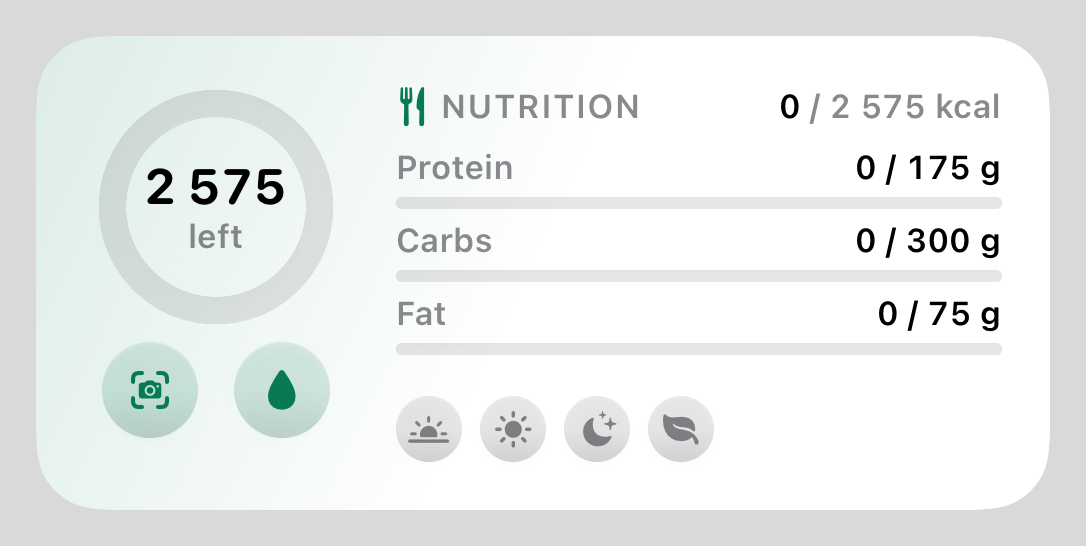 2 575
left
NUTRITION 0 / 2 575 kcal
Protein 0 / 175 g
Carbs 0 / 300 g
Fat 0 / 75 g